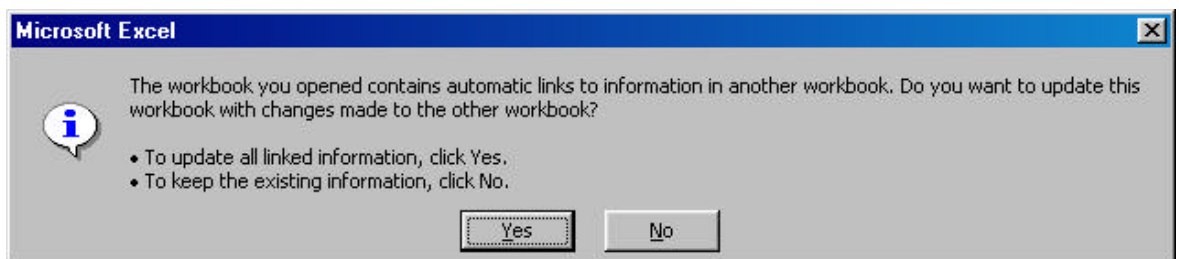 Microsoft Excel
The workbook you opened contains automatic links to information in another workbook. Do you want to update this
workbook with changes made to the other workbook?
• To update all linked information, click Yes.
• To keep the existing information, click No.
Yes No